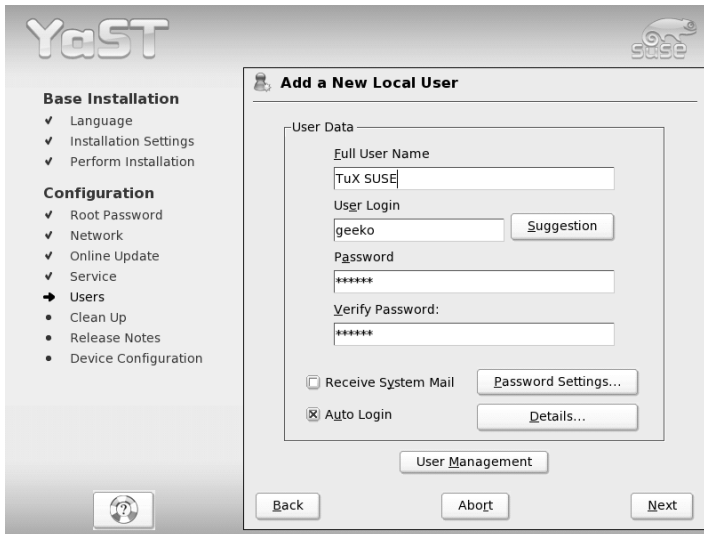 YaST
SUSE
Base Installation
✔ Language
✔ Installation Settings
✔ Perform Installation
Configuration
✔ Root Password
✔ Network
✔ Online Update
✔ Service
➔ Users
• Clean Up
• Release Notes
• Device Configuration
Add a New Local User
User Data
Full User Name
TuX SUSE
User Login
geeko
Suggestion
Password
******
Verify Password:
******
Receive System Mail
Password Settings...
Auto Login
Details...
User Management
?
Back
Abort
Next